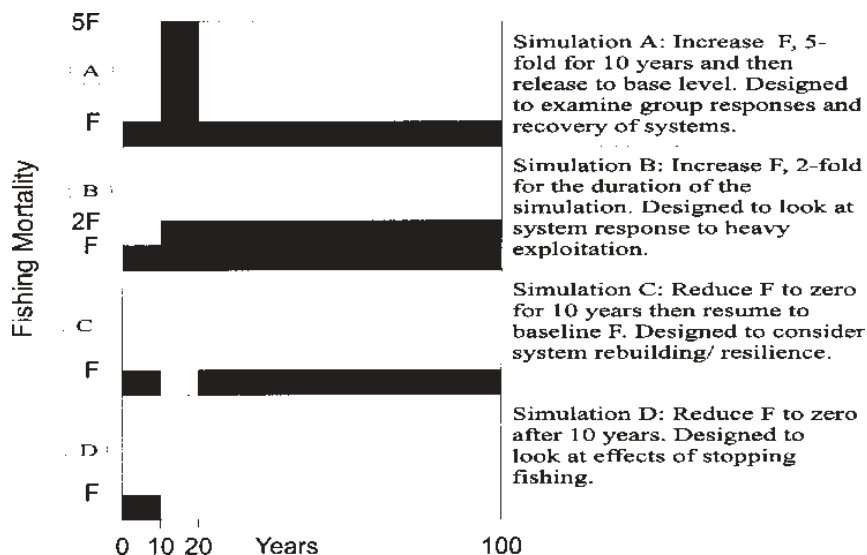 5F
A
F
Simulation A: Increase F, 5-
fold for 10 years and then
release to base level. Designed
to examine group responses and
recovery of systems.
B
2F
F
Simulation B: Increase F, 2-fold
for the duration of the
simulation. Designed to look at
system response to heavy
exploitation.
Fishing Mortality
C
F
Simulation C: Reduce F to zero
for 10 years then resume to
baseline F. Designed to consider
system rebuilding/ resilience.
D
F
Simulation D: Reduce F to zero
after 10 years. Designed to
look at effects of stopping
fishing.
0 10 20 Years 100